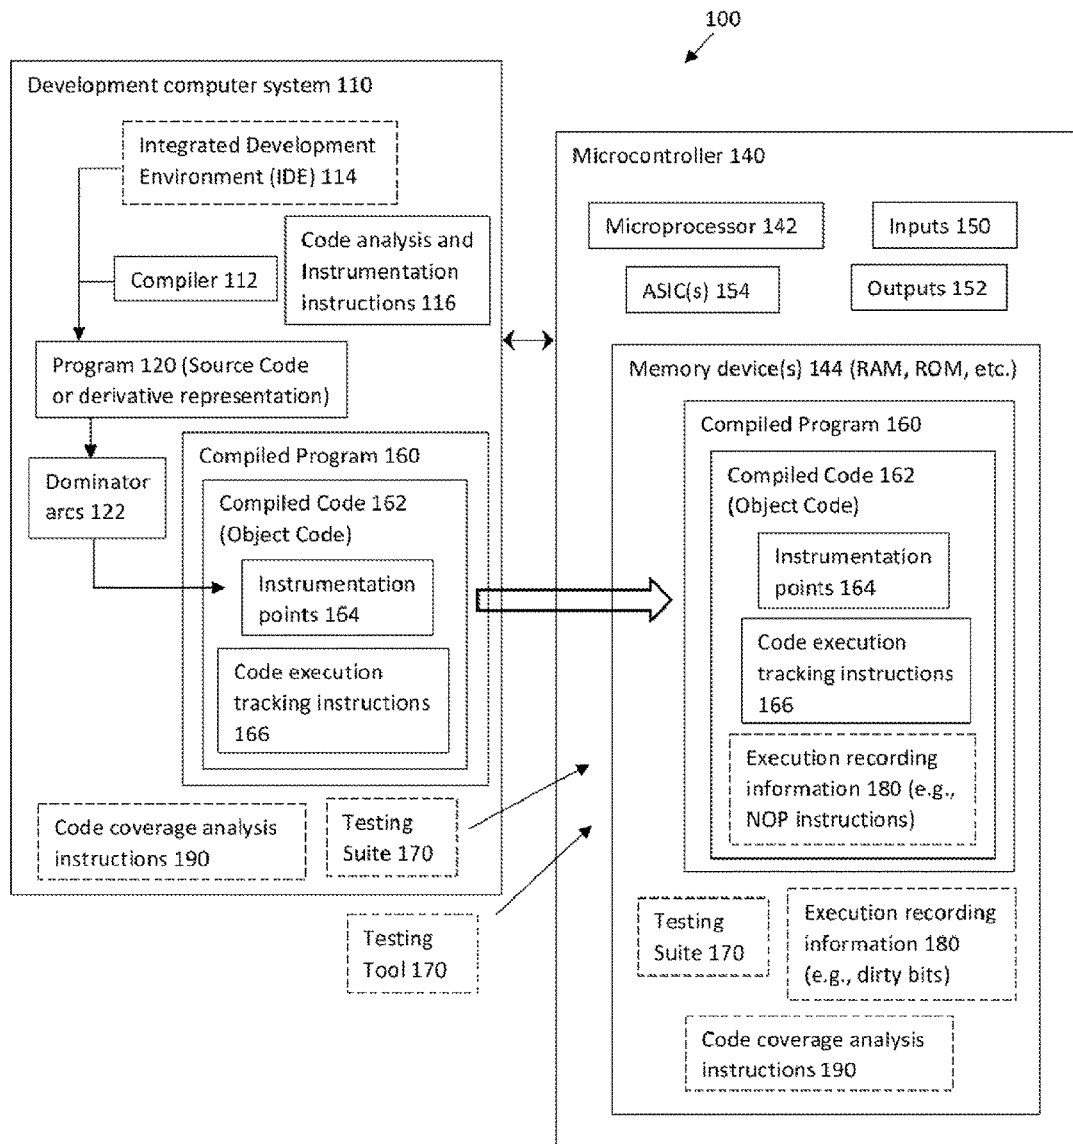 100
Development computer system 110
Integrated Development
Environment (IDE) 114
Code analysis and
Instrumentation
instructions 116
Compiler 112
Program 120 (Source Code
or derivative representation)
Dominator
arcs 122
Compiled Program 160
Compiled Code 162
(Object Code)
Instrumentation
points 164
Code execution
tracking instructions
166
Code coverage analysis
instructions 190
Testing
Suite 170
Testing
Tool 170
Microcontroller 140
Microprocessor 142
Inputs 150
ASIC(s) 154
Outputs 152
Memory device(s) 144 (RAM, ROM, etc.)
Compiled Program 160
Compiled Code 162
(Object Code)
Instrumentation
points 164
Code execution
tracking instructions
166
Execution recording
information 180 (e.g.,
NOP instructions)
Testing
Suite 170
Execution recording
information 180
(e.g., dirty bits)
Code coverage analysis
instructions 190